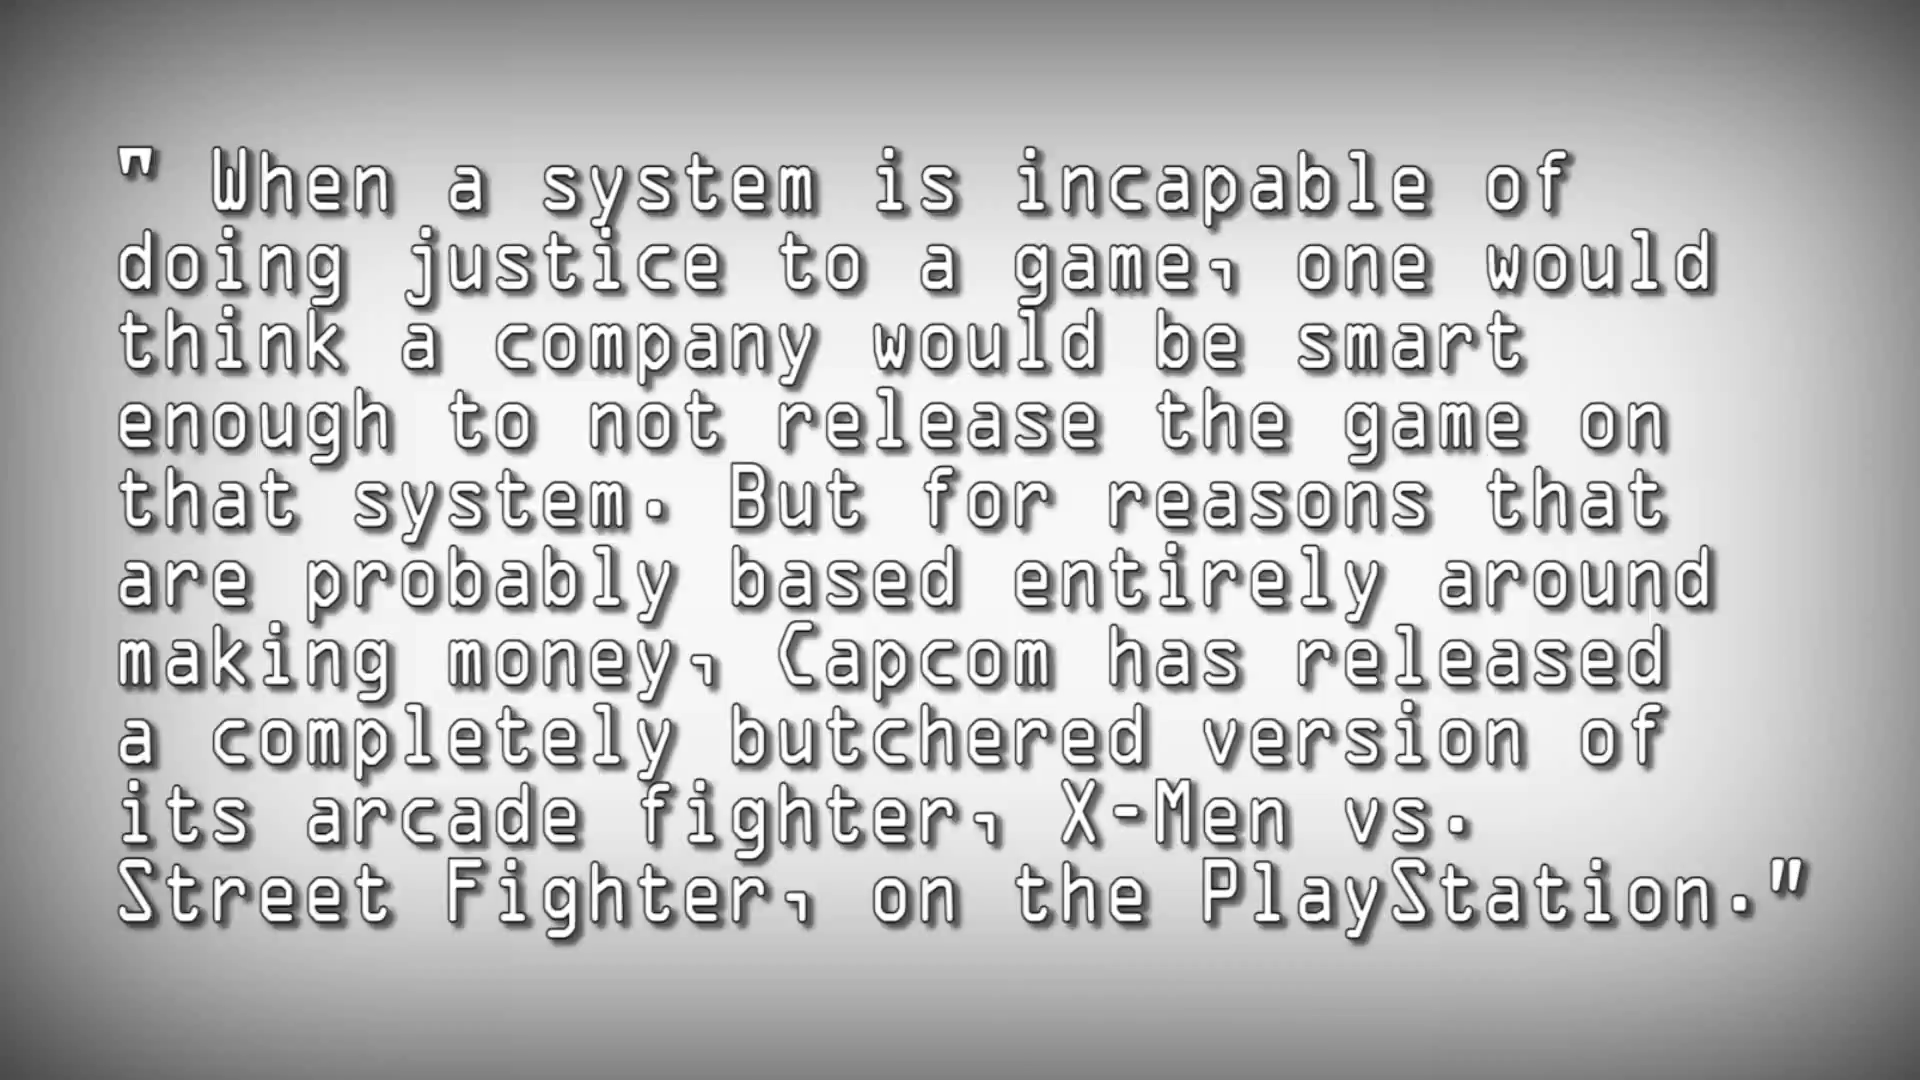 " When a system is incapable of
doing justice to a game, one would
think a company would be smart
enough to not release the game on
that system. But for reasons that
are probably based entirely around
making money, Capcom has released
a completely butchered version of
its arcade fighter, X-Men vs.
Street Fighter, on the PlayStation."